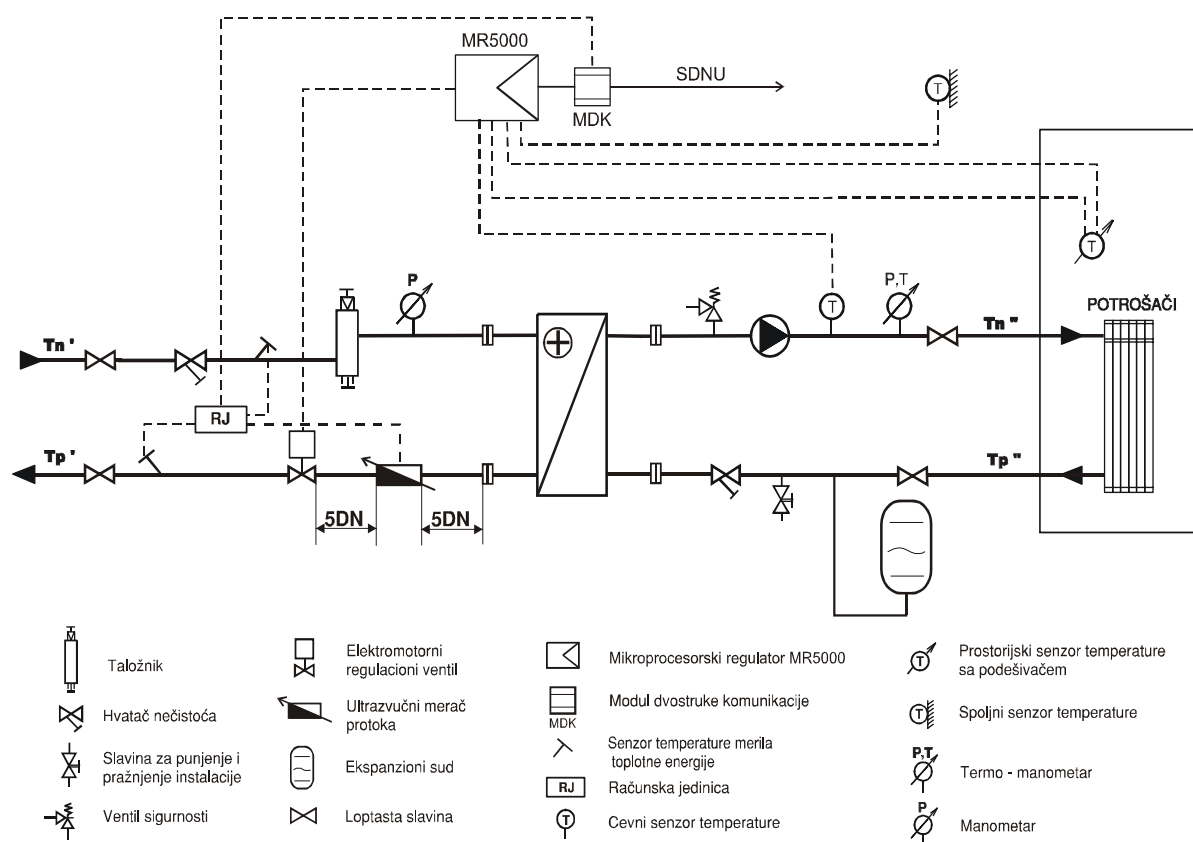 MR5000
SDNU
MDK
T
T
P
P,T
T
POTROŠAČI
Tn '
Tn "
RJ
Tp '
Tp "
5DN
5DN
Taložnik
Hvatač nečistoća
Slavina za punjenje i
pražnjenje instalacije
Ventil sigurnosti
Elektromotorni
regulacioni ventil
Ultrazvučni merač
protoka
Ekspanzioni sud
Loptasta slavina
Mikroprocesorski regulator MR5000
MDK
Modul dvostruke komunikacije
Senzor temperature merila
toplotne energije
RJ
Računska jedinica
T
Cevni senzor temperature
T
Prostorijski senzor temperature
sa podešivačem
T
Spoljni senzor temperature
P,T
Termo - manometar
P
Manometar